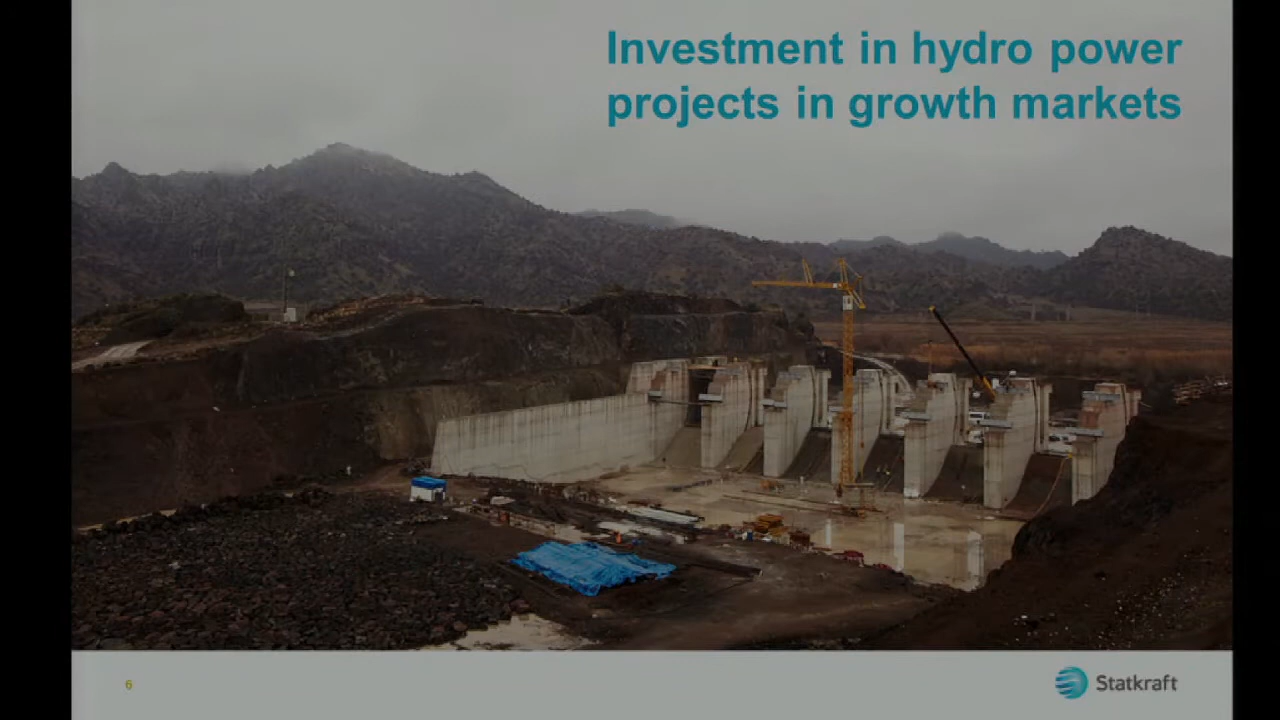 Investment in hydro power
projects in growth markets
6
Statkraft